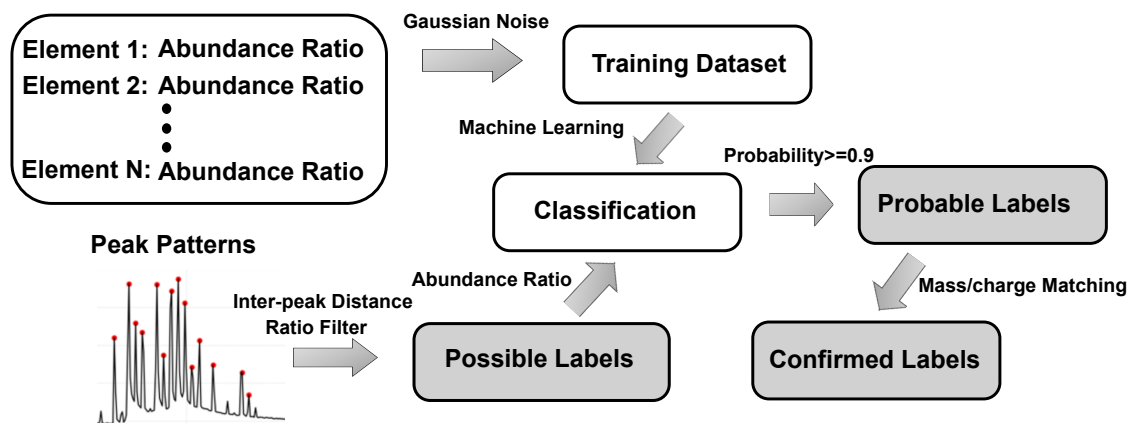 Gaussian Noise
Element 1: Abundance Ratio
Element 2: Abundance Ratio
Element N: Abundance Ratio
Training Dataset
Machine Learning
Probability>=0.9
Classification
Probable Labels
Peak Patterns
Abundance Ratio
Mass/charge Matching
Inter-peak Distance
Ratio Filter
Possible Labels
Confirmed Labels